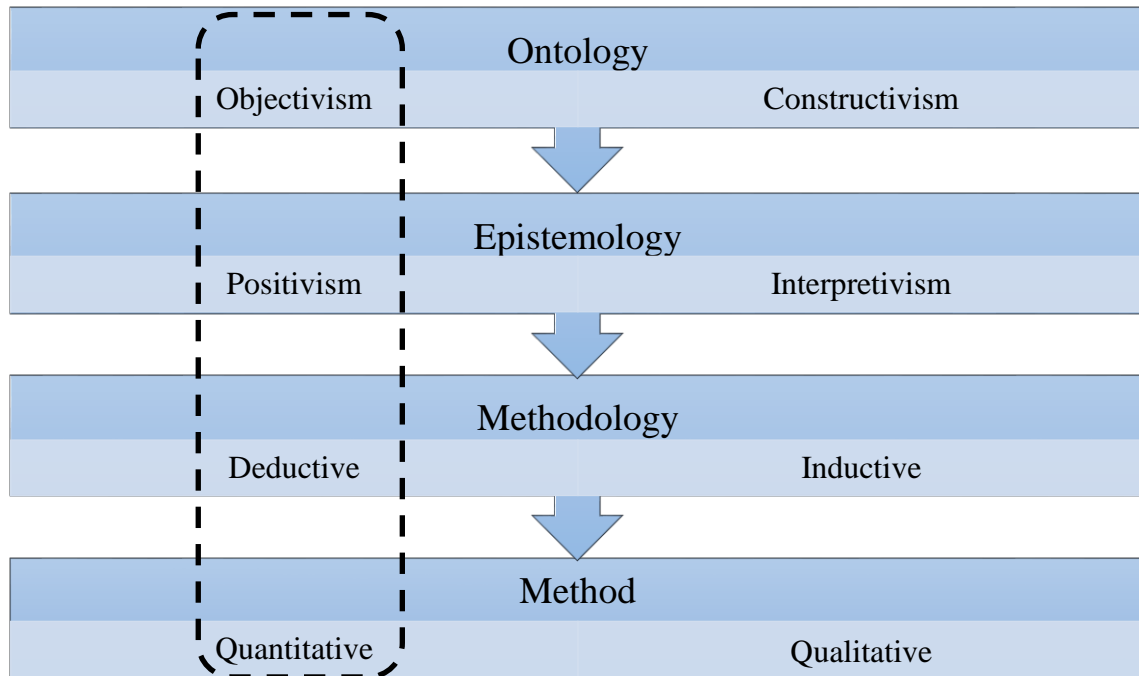 Ontology
Objectivism Constructivism
Epistemology
Positivism Interpretivism
Methodology
Deductive Inductive
Method
Quantitative Qualitative